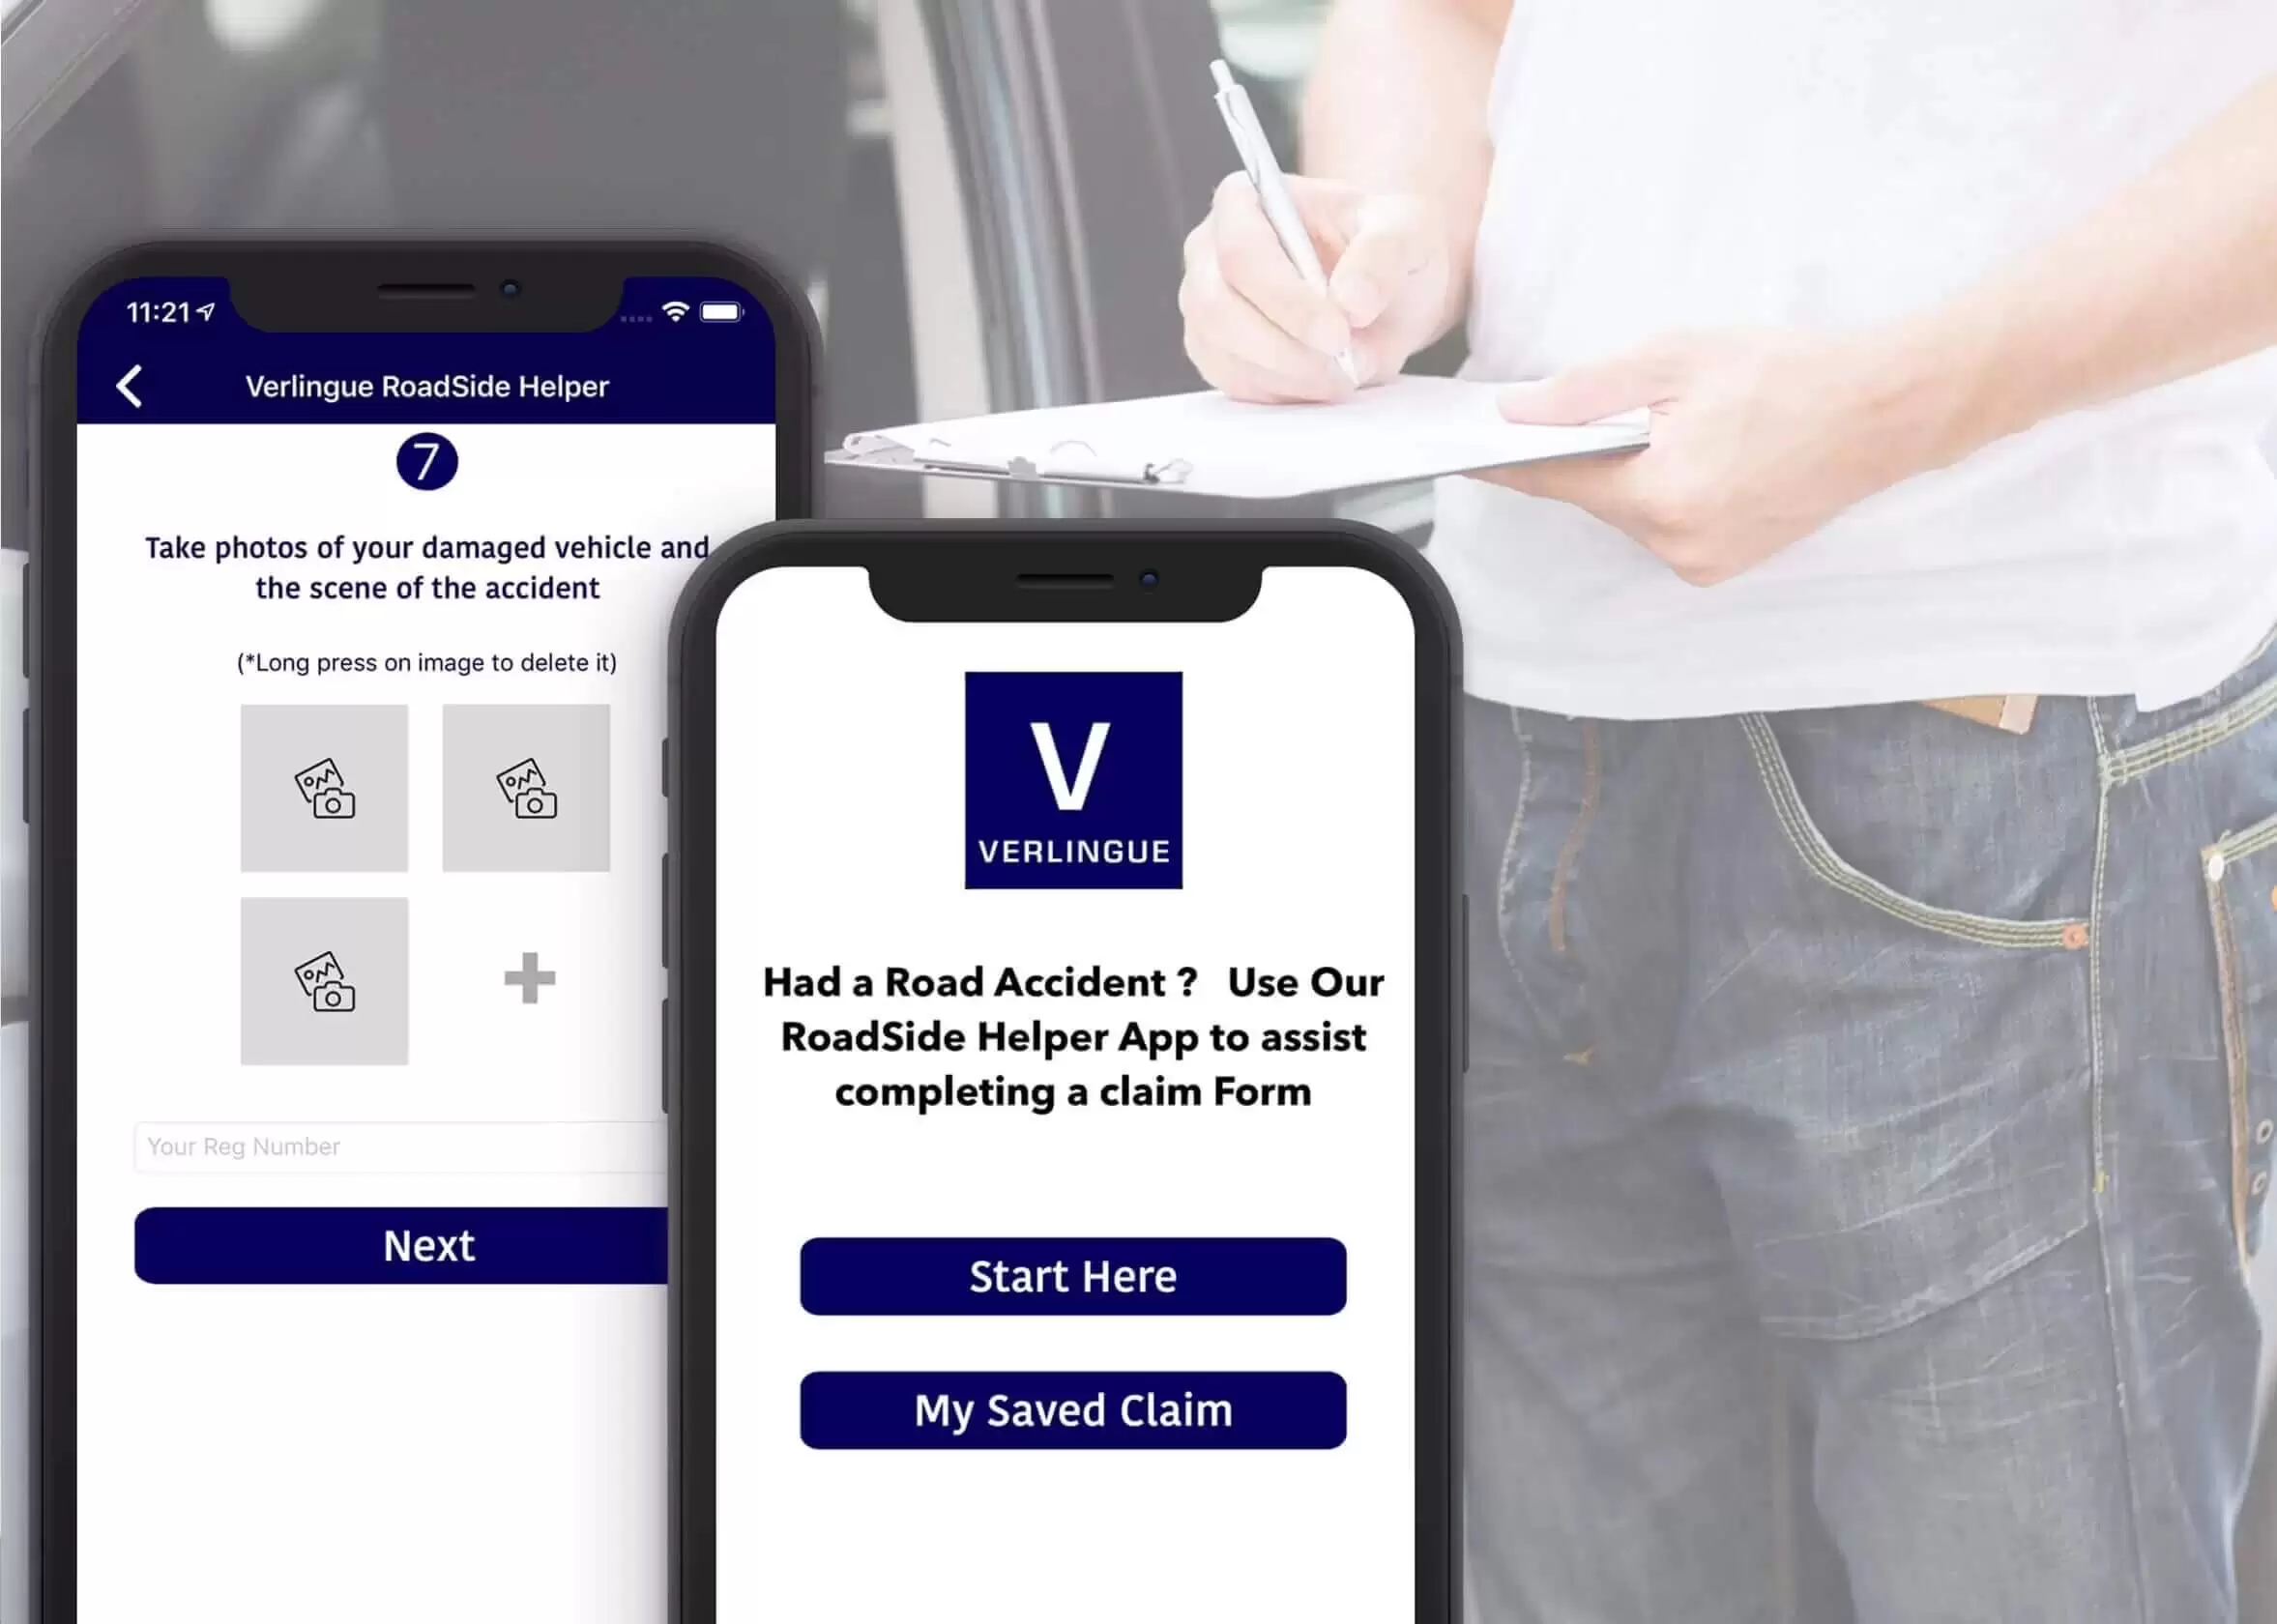 11:21
Verlingue RoadSide Helper
7
Take photos of your damaged vehicle and
the scene of the accident
(*Long press on image to delete it)
Your Reg Number
Next
V
VERLINGUE
Had a Road Accident ? Use Our
RoadSide Helper App to assist
completing a claim Form
Start Here
My Saved Claim